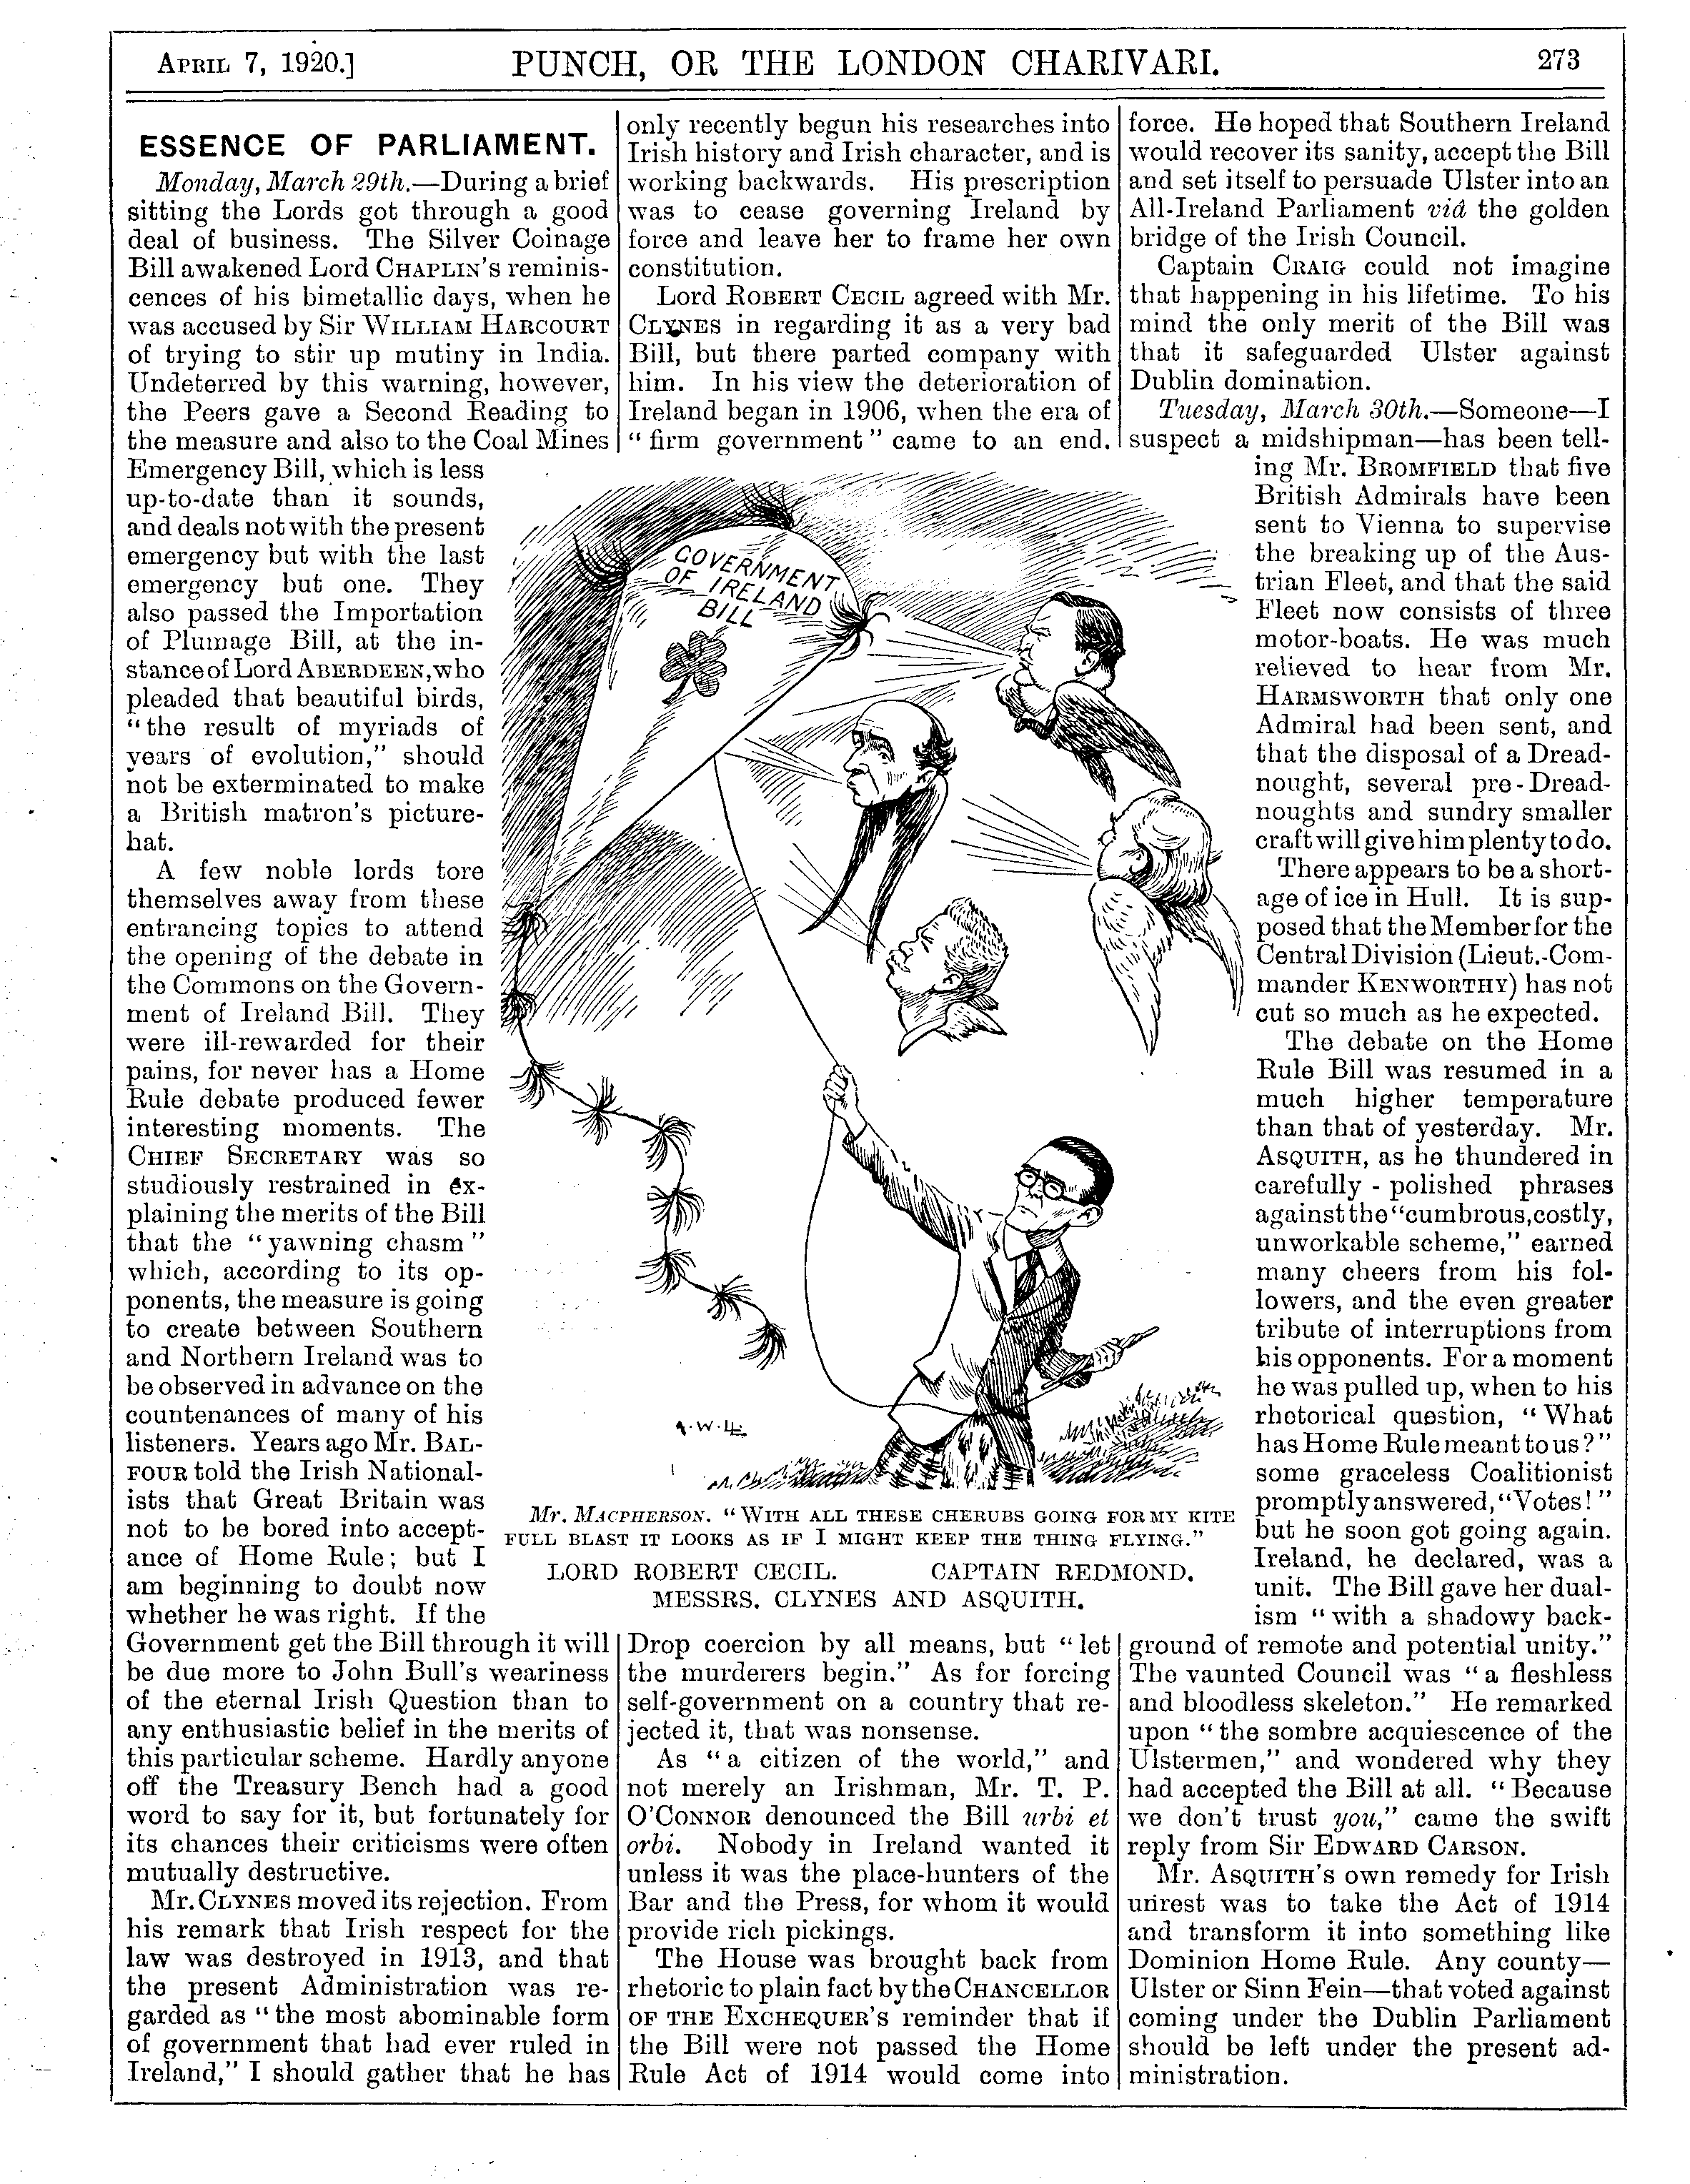 APRIL 7, 1920.]
PUNCH, OR THE LONDON CHARIVARI.
273
ESSENCE OF PARLIAMENT.
Monday, March 29th.—During a brief
sitting the Lords got through a good
deal of business. The Silver Coinage
Bill awakened Lord CHAPLIN'S reminis-
cences of his bimetallic days, when he
was accused by Sir WILLIAM HARCOURT
of trying to stir up mutiny in India.
Undeterred by this warning, however,
the Peers gave a Second Reading to
the measure and also to the Coal Mines
Emergency Bill, which is less
up-to-date than it sounds,
and deals not with the present
emergency but with the last
emergency but one. They
also passed the Importation
of Plumage Bill, at the in-
stance of Lord ABERDEEN, who
pleaded that beautiful birds,
"the result of myriads of
years of evolution," should
not be exterminated to make
a British matron's picture-
hat.
A few noble lords tore
themselves away from these
entrancing topics to attend
the opening of the debate in
the Commons on the Govern-
ment of Ireland Bill. They
were ill-rewarded for their
pains, for never has a Home
Rule debate produced fewer
interesting moments. The
CHIEF SECRETARY was so
studiously restrained in ex-
plaining the merits of the Bill
that the "yawning chasm"
which, according to its op-
ponents, the measure is going
to create between Southern
and Northern Ireland was to
be observed in advance on the
countenances of many of his
listeners. Years ago Mr. BAL-
FOUR told the Irish National-
ists that Great Britain was
not to be bored into accept-
ance of Home Rule; but I
am beginning to doubt now
whether he was right. If the
Government get the Bill through it will
be due more to John Bull's weariness
of the eternal Irish Question than to
any enthusiastic belief in the merits of
this particular scheme. Hardly anyone
off the Treasury Bench had a good
word to say for it, but fortunately for
its chances their criticisms were often
mutually destructive.
Mr. CLYNES moved its rejection. From
his remark that Irish respect for the
law was destroyed in 1913, and that
the present Administration was re-
garded as "the most abominable form
of government that had ever ruled in
Ireland," I should gather that he has
only recently begun his researches into
Irish history and Irish character, and is
working backwards. His prescription
was to cease governing Ireland by
force and leave her to frame her own
constitution.
Lord ROBERT CECIL agreed with Mr.
CLYNES in regarding it as a very bad
Bill, but there parted company with
him. In his view the deterioration of
Ireland began in 1906, when the era of
"firm government" came to an end.
GOVERNMENT
OF IRELAND
BILL
A.W.LL.
Mr. MACPHERSON. "WITH ALL THESE CHERUBS GOING FOR MY KITE
FULL BLAST IT LOOKS AS IF I MIGHT KEEP THE THING FLYING."
LORD ROBERT CECIL. CAPTAIN REDMOND.
MESSRS. CLYNES AND ASQUITH.
Drop coercion by all means, but "let
the murderers begin." As for forcing
self-government on a country that re-
jected it, that was nonsense.
As "a citizen of the world," and
not merely an Irishman, Mr. T. P.
O'CONNOR denounced the Bill urbi et
orbi. Nobody in Ireland wanted it
unless it was the place-hunters of the
Bar and the Press, for whom it would
provide rich pickings.
The House was brought back from
rhetoric to plain fact by the CHANCELLOR
OF THE EXCHEQUER'S reminder that if
the Bill were not passed the Home
Rule Act of 1914 would come into
force. He hoped that Southern Ireland
would recover its sanity, accept the Bill
and set itself to persuade Ulster into an
All-Ireland Parliament viâ the golden
bridge of the Irish Council.
Captain CRAIG could not imagine
that happening in his lifetime. To his
mind the only merit of the Bill was
that it safeguarded Ulster against
Dublin domination.
Tuesday, March 30th.—Someone—I
suspect a midshipman—has been tell-
ing Mr. BROMFIELD that five
British Admirals have been
sent to Vienna to supervise
the breaking up of the Aus-
trian Fleet, and that the said
Fleet now consists of three
motor-boats. He was much
relieved to hear from Mr.
HARMSWORTH that only one
Admiral had been sent, and
that the disposal of a Dread-
nought, several pre-Dread-
noughts and sundry smaller
craft will give him plenty to do.
There appears to be a short-
age of ice in Hull. It is sup-
posed that the Member for the
Central Division (Lieut.-Com-
mander KENWORTHY) has not
cut so much as he expected.
The debate on the Home
Rule Bill was resumed in a
much higher temperature
than that of yesterday. Mr.
ASQUITH, as he thundered in
carefully-polished phrases
against the "cumbrous, costly,
unworkable scheme," earned
many cheers from his fol-
lowers, and the even greater
tribute of interruptions from
his opponents. For a moment
he was pulled up, when to his
rhetorical question, "What
has Home Rule meant to us?"
some graceless Coalitionist
promptly answered, "Votes!"
but he soon got going again.
Ireland, he declared, was a
unit. The Bill gave her dual-
ism "with a shadowy back-
ground of remote and potential unity."
The vaunted Council was "a fleshless
and bloodless skeleton." He remarked
upon "the sombre acquiescence of the
Ulstermen," and wondered why they
had accepted the Bill at all. "Because
we don't trust you," came the swift
reply from Sir EDWARD CARSON.
Mr. ASQUITH'S own remedy for Irish
unrest was to take the Act of 1914
and transform it into something like
Dominion Home Rule. Any county—
Ulster or Sinn Fein—that voted against
coming under the Dublin Parliament
should be left under the present ad-
ministration.